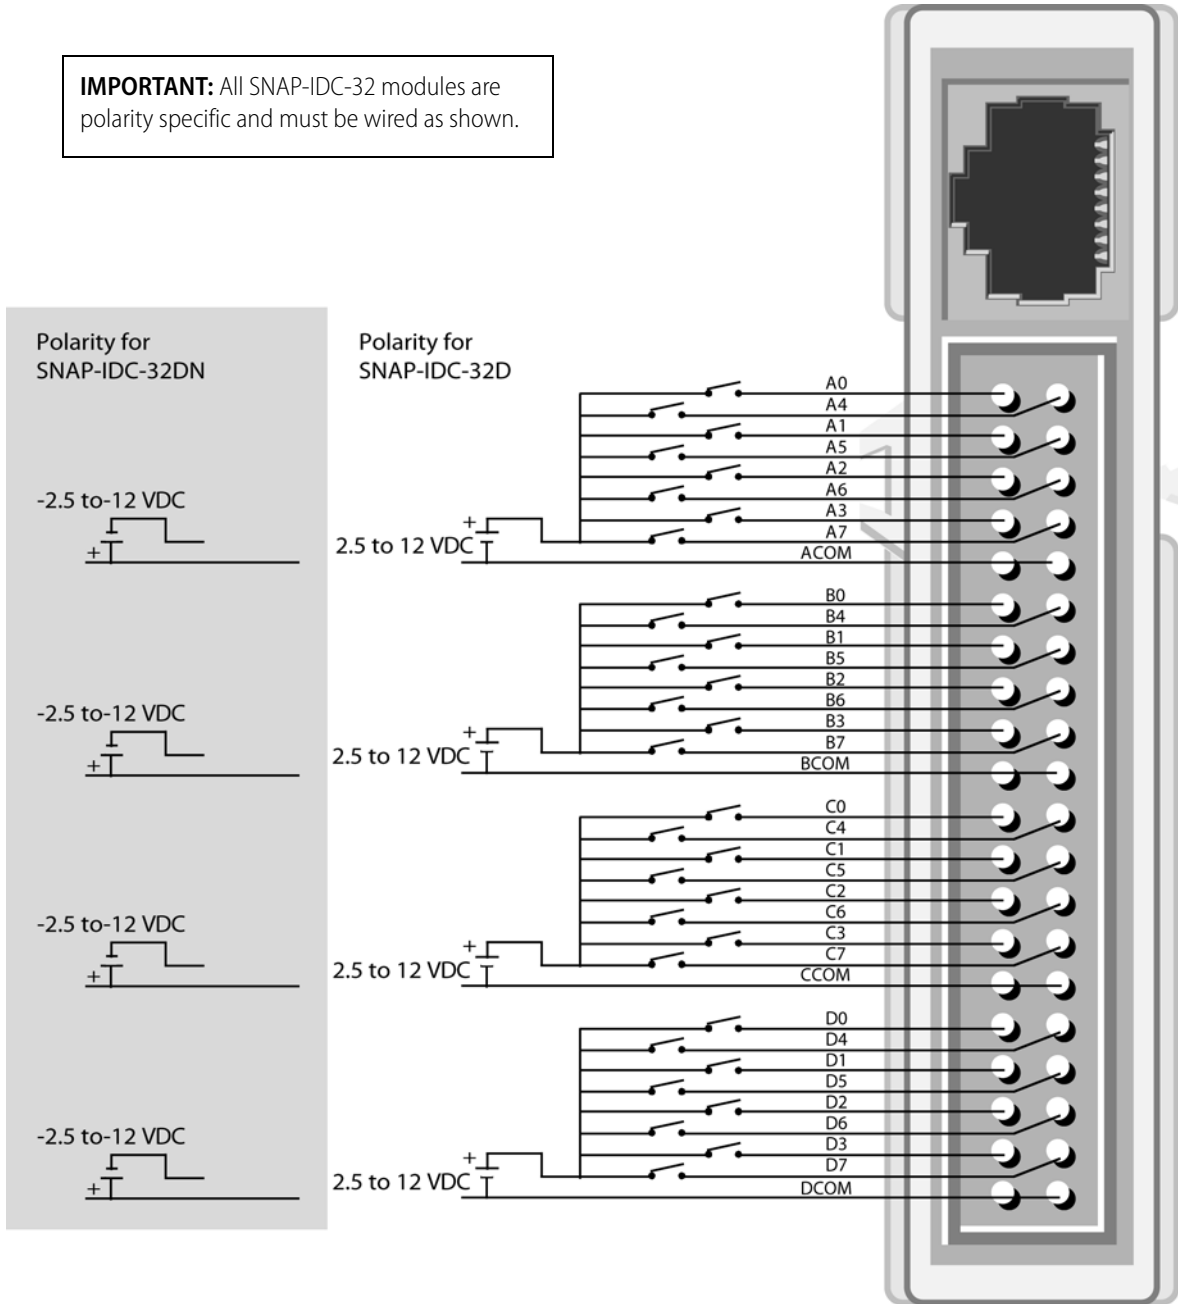 IMPORTANT: All SNAP-IDC-32 modules are
polarity specific and must be wired as shown.
Polarity for
SNAP-IDC-32DN
Polarity for
SNAP-IDC-32D
A0
A4
A1
A5
A2
A6
A3
A7
ACOM
-2.5 to-12 VDC
+
+
2.5 to 12 VDC
B0
B4
B1
B5
B2
B6
B3
B7
BCOM
-2.5 to-12 VDC
+
+
2.5 to 12 VDC
C0
C4
C1
C5
C2
C6
C3
C7
CCOM
-2.5 to-12 VDC
+
+
2.5 to 12 VDC
D0
D4
D1
D5
D2
D6
D3
D7
DCOM
-2.5 to-12 VDC
+
+
2.5 to 12 VDC